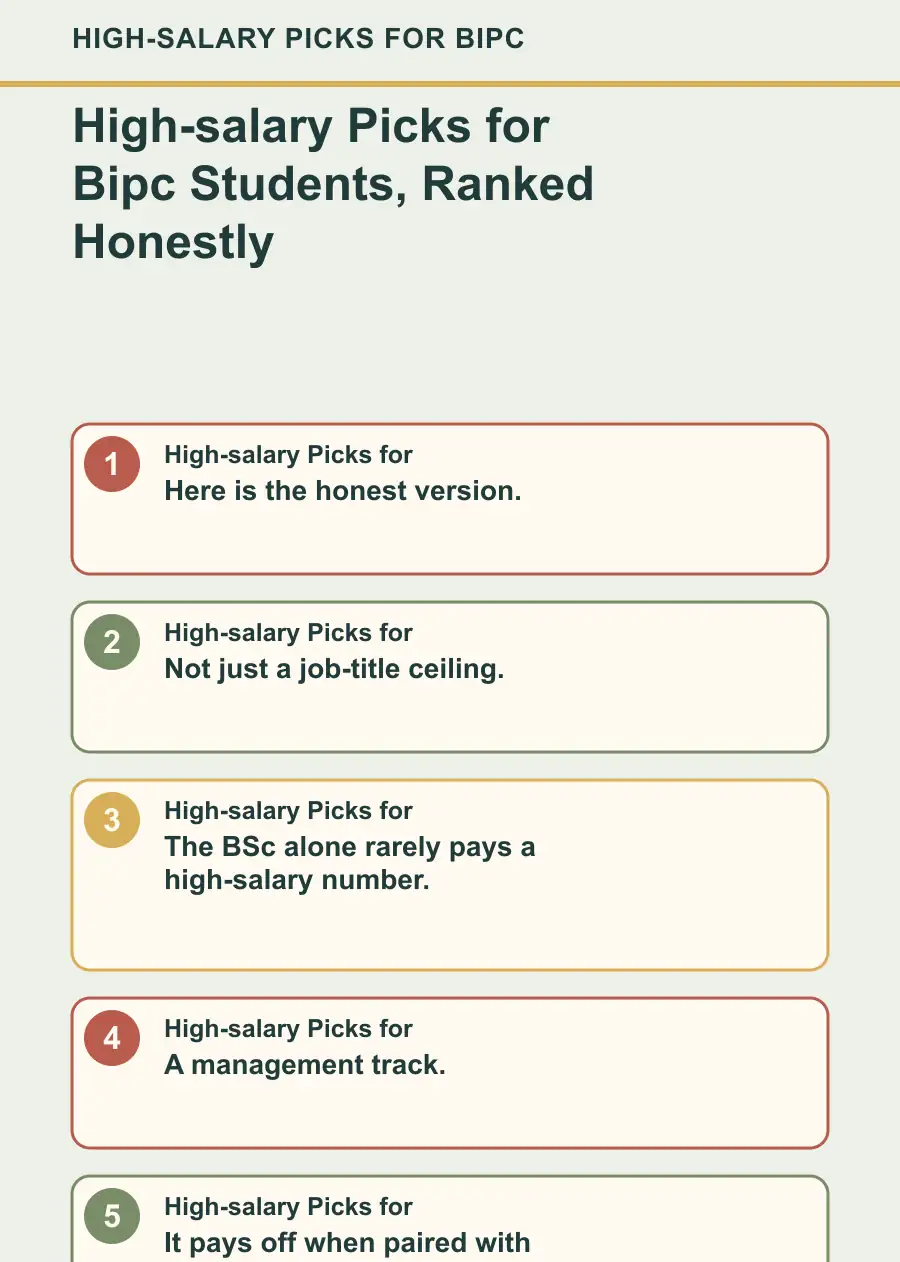 HIGH-SALARY PICKS FOR BIPC
High-salary Picks for
Bipc Students, Ranked
Honestly
1
High-salary Picks for
Here is the honest version.
2
High-salary Picks for
Not just a job-title ceiling.
3
High-salary Picks for
The BSc alone rarely pays a
high-salary number.
4
High-salary Picks for
A management track.
5
High-salary Picks for
It pays off when paired with